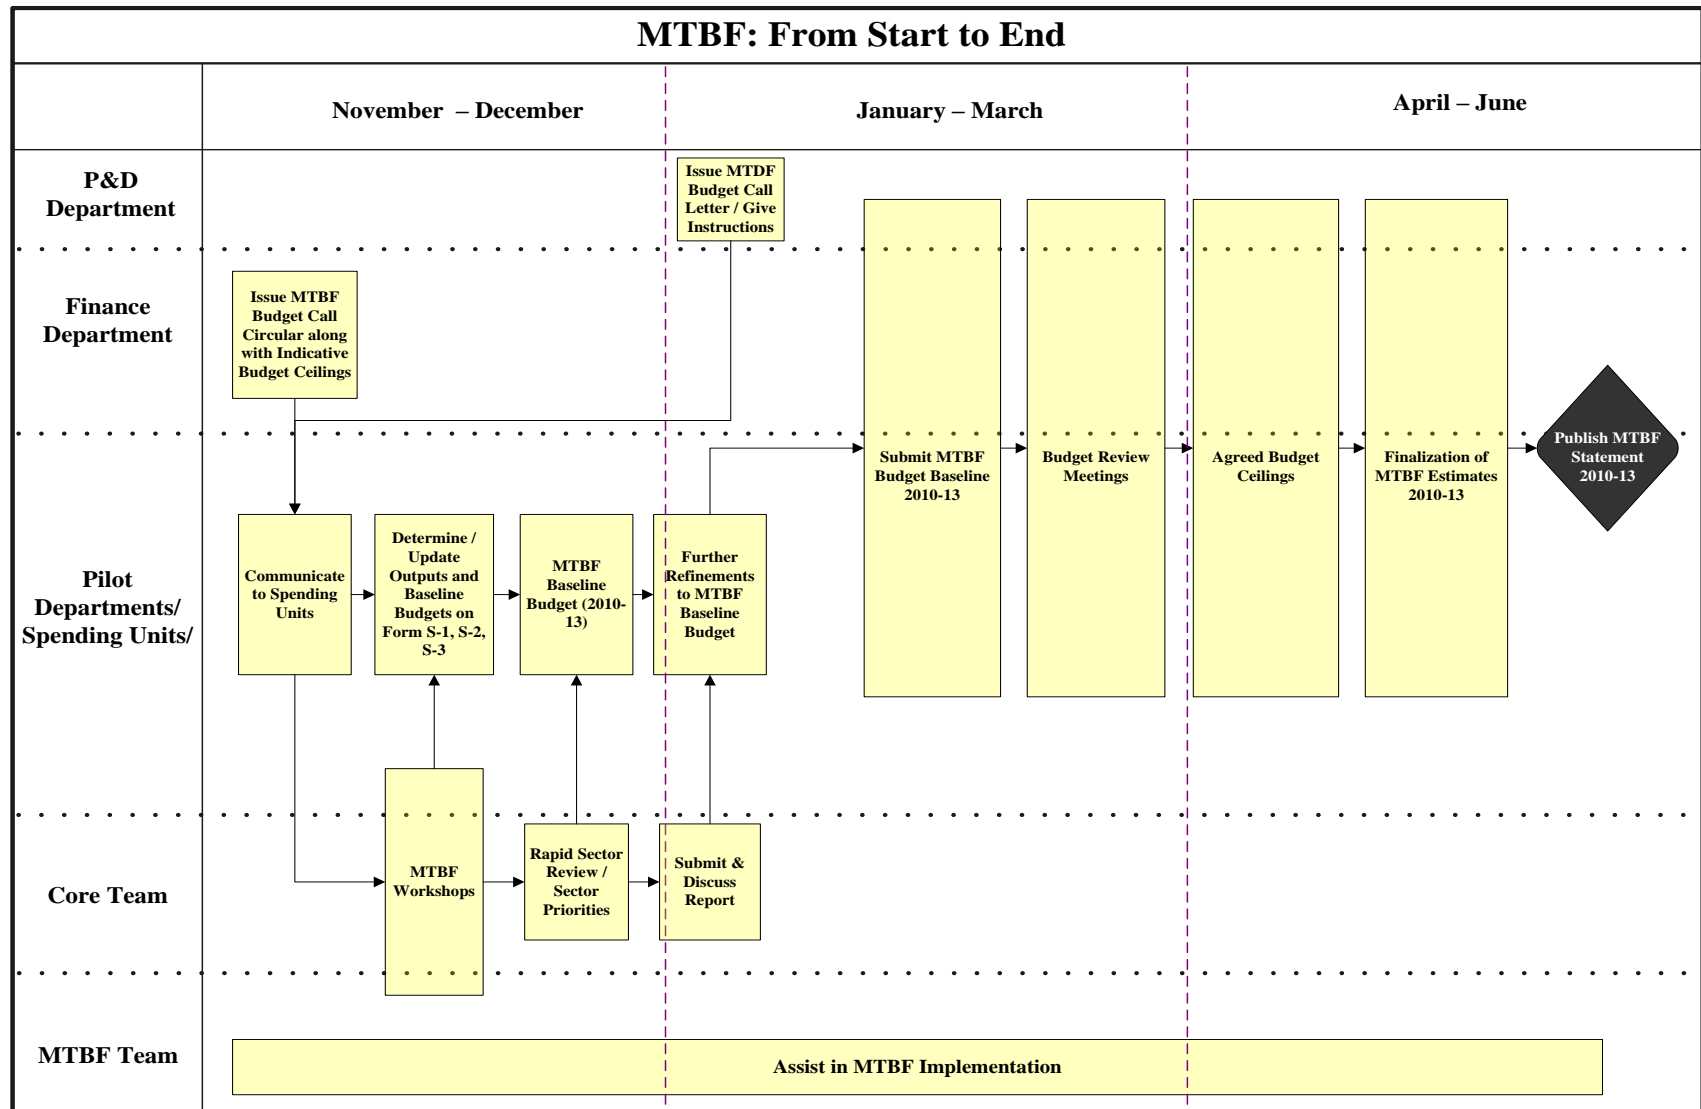 MTBF: From Start to End
November – December
January – March
April – June
P&D
Department
Issue MTDF
Budget Call
Letter / Give
Instructions
Finance
Department
Issue MTBF
Budget Call
Circular along
with Indicative
Budget Ceilings
Pilot
Departments/
Spending Units/
Communicate
to Spending
Units
Determine /
Update
Outputs and
Baseline
Budgets on
Form S-1, S-2,
S-3
MTBF
Baseline
Budget (2010-
13)
Further
Refinements
to MTBF
Baseline
Budget
Submit MTBF
Budget Baseline
2010-13
Budget Review
Meetings
Agreed Budget
Ceilings
Finalization of
MTBF Estimates
2010-13
Publish MTBF
Statement
2010-13
Core Team
MTBF
Workshops
Rapid Sector
Review /
Sector
Priorities
Submit &
Discuss
Report
MTBF Team
Assist in MTBF Implementation